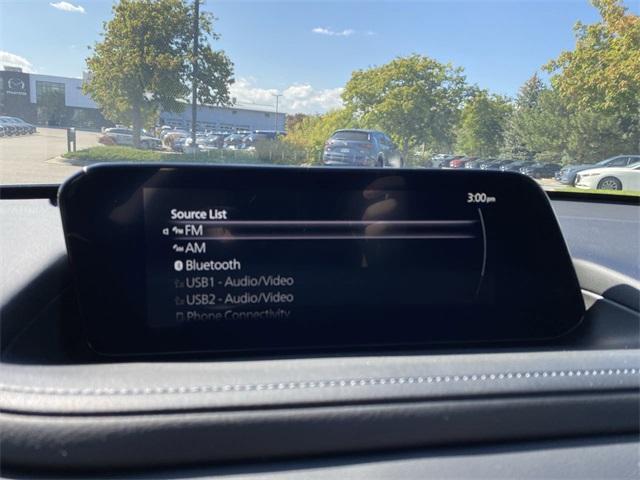 3:00pm
Source List
FM
AM
Bluetooth
USB1 - Audio/Video
USB2 - Audio/Video
Phone Connectivity